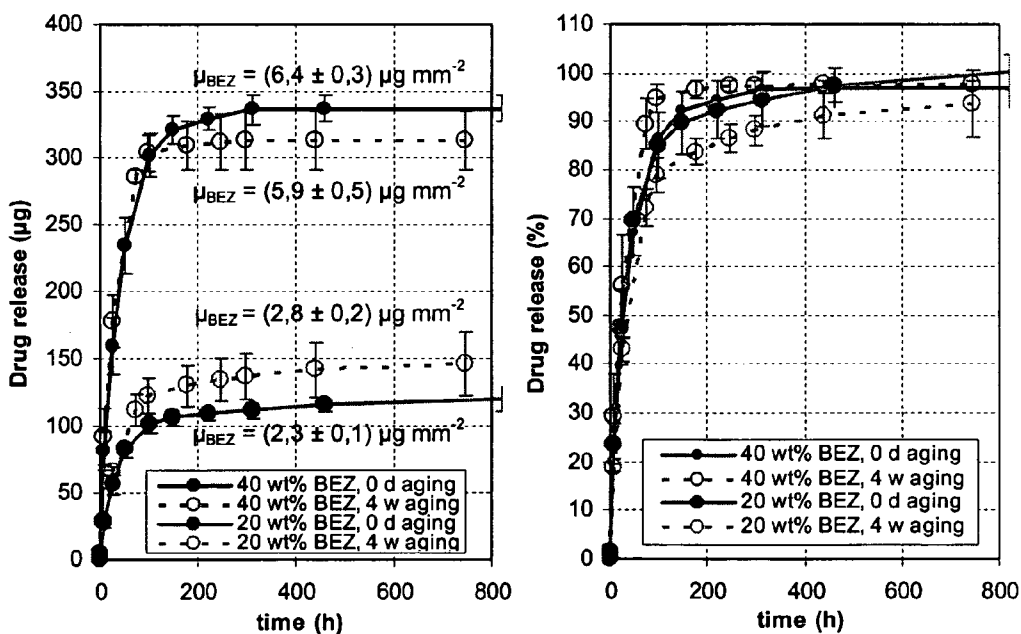 400
350
300
250
200
150
100
50
0
Drug release (µg)
µBEZ = (6,4 ± 0,3) µg mm⁻²
µBEZ = (5,9 ± 0,5) µg mm⁻²
µBEZ = (2,8 ± 0,2) µg mm⁻²
µBEZ = (2,3 ± 0,1) µg mm⁻²
40 wt% BEZ, 0 d aging
40 wt% BEZ, 4 w aging
20 wt% BEZ, 0 d aging
20 wt% BEZ, 4 w aging
0 200 400 600 800
time (h)
110
100
90
80
70
60
50
40
30
20
10
0
Drug release (%)
40 wt% BEZ, 0 d aging
40 wt% BEZ, 4 w aging
20 wt% BEZ, 0 d aging
20 wt% BEZ, 4 w aging
0 200 400 600 800
time (h)